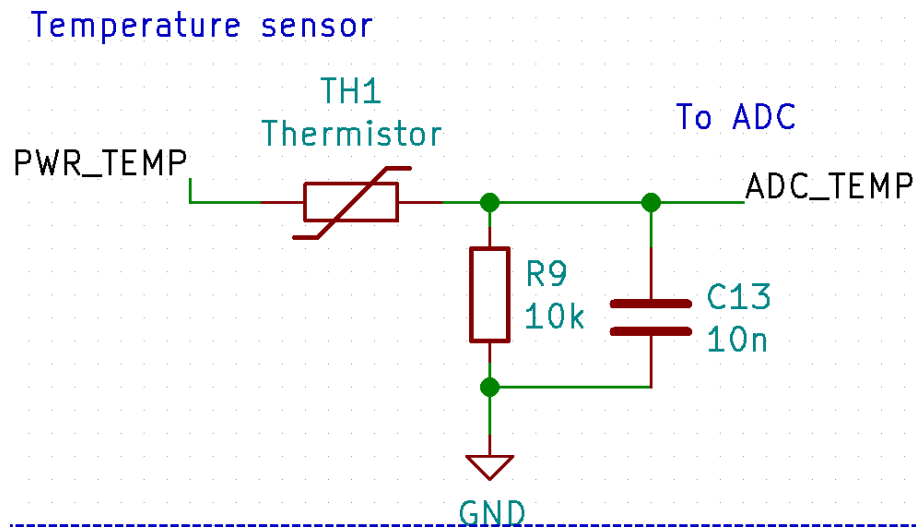 Temperature sensor
TH1
Thermistor
To ADC
PWR_TEMP
ADC_TEMP
R9
10k
C13
10n
GND